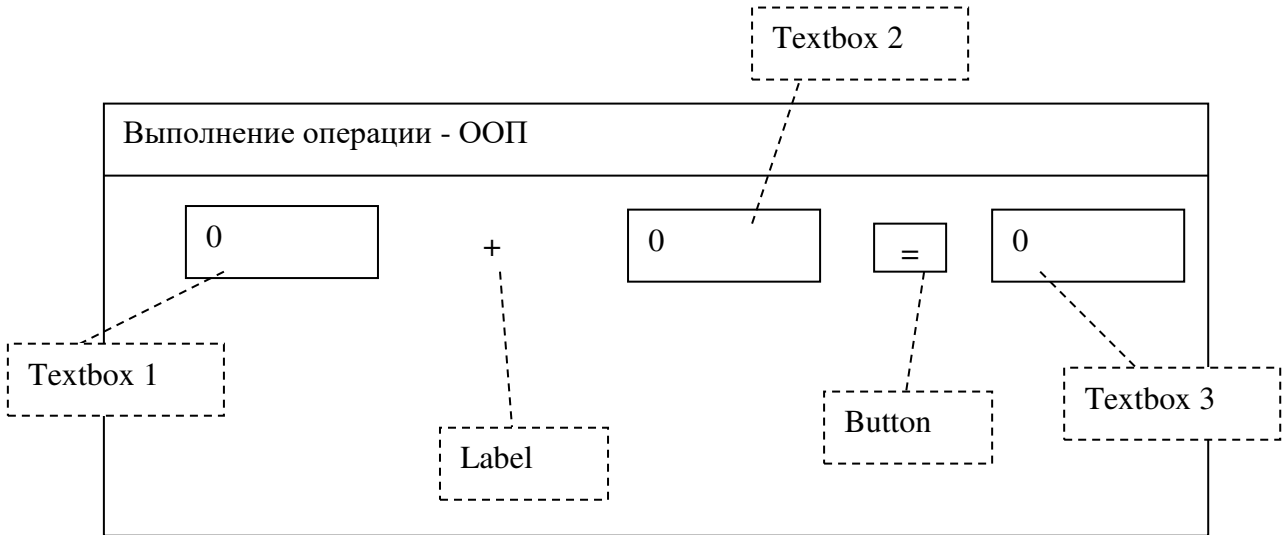 Textbox 2
Выполнение операции - ООП
0
+
0
=
0
Textbox 1
Label
Button
Textbox 3